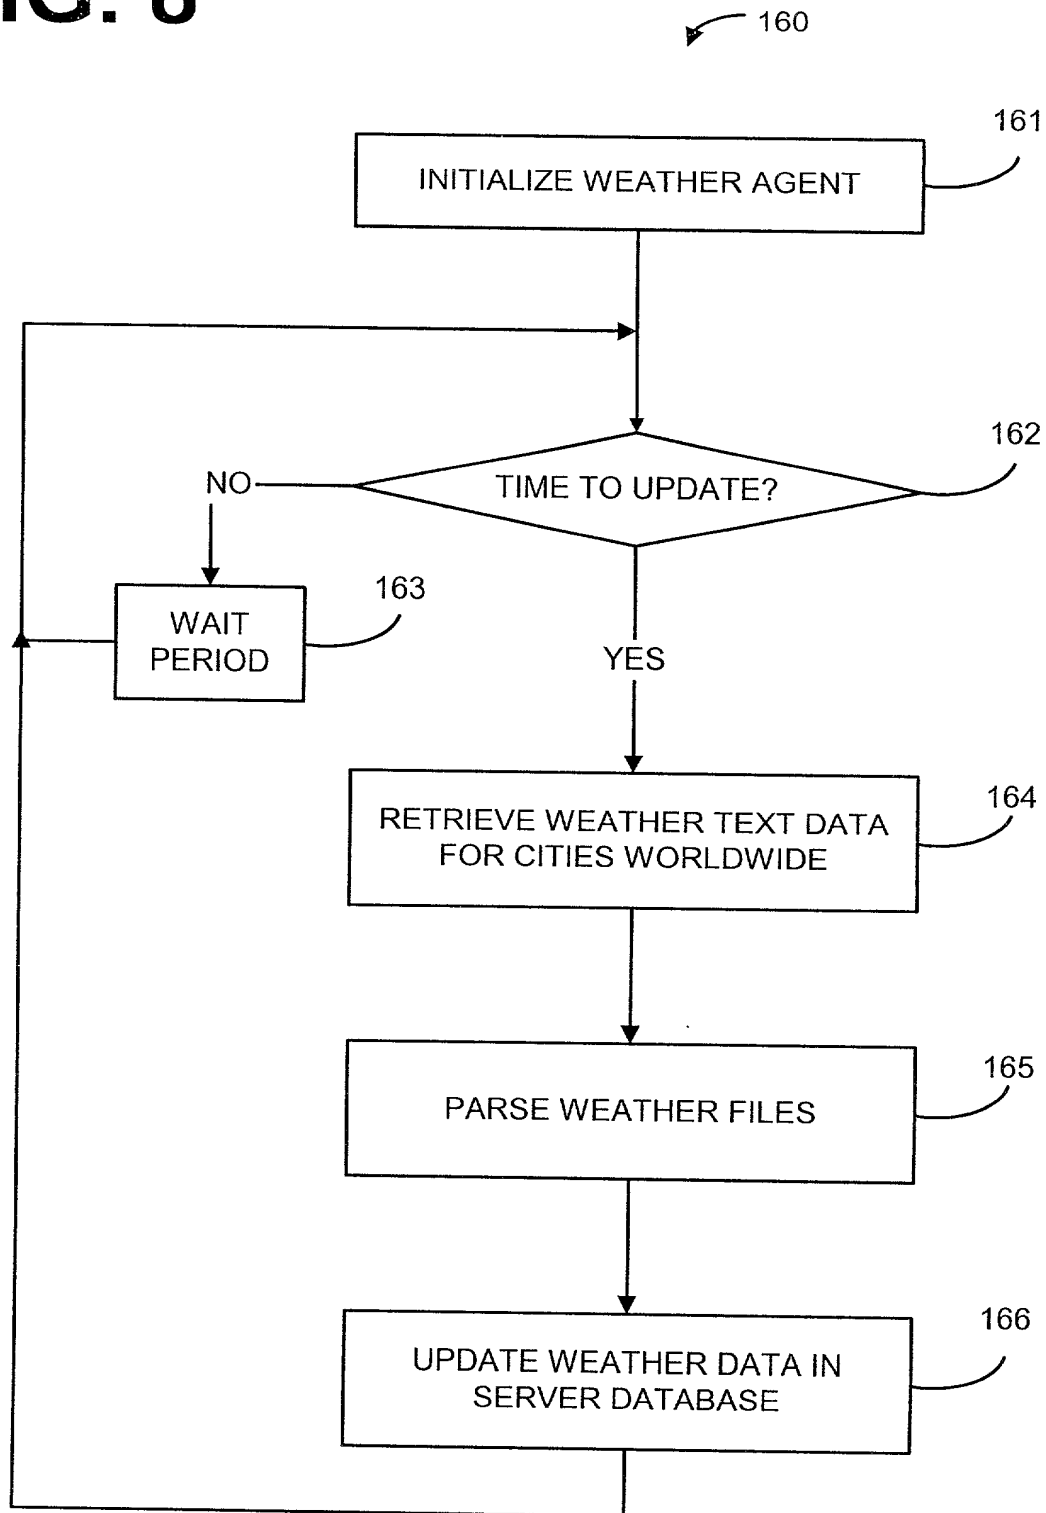 160
161
INITIALIZE WEATHER AGENT
162
TIME TO UPDATE?
NO
163
WAIT
PERIOD
YES
164
RETRIEVE WEATHER TEXT DATA
FOR CITIES WORLDWIDE
165
PARSE WEATHER FILES
166
UPDATE WEATHER DATA IN
SERVER DATABASE